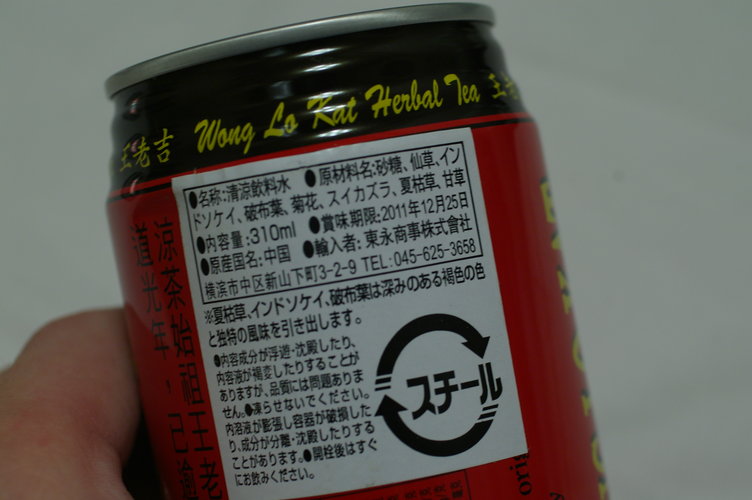 王老吉 Wong Lo Kat Herbal Tea 王老
●名称:清涼飲料水 ●原材料名:砂糖、仙草、イン
ドソケイ、破布葉、菊花、スイカズラ、夏枯草、甘草
●内容量:310ml ●賞味期限:2011年12月25日
●原産国名:中国 ●輸入者:東永商事株式會社
横濱市中区新山下町3-2-9 TEL:045-625-3658
※夏枯草、インドソケイ、破布葉は深みのある褐色の色
と独特の風味を引き出します。
●内容成分が浮遊・沈殿したり、
内容液が褐変したりすることが
ありますが、品質には問題ありま
せん。●凍らせないでください。
内溶液が膨張し容器が破損した
り、成分が分離・沈殿したりする
ことがあります。●開栓後はすぐ
にお飲みください。
スチール
涼茶始祖王老
道光年，已逾